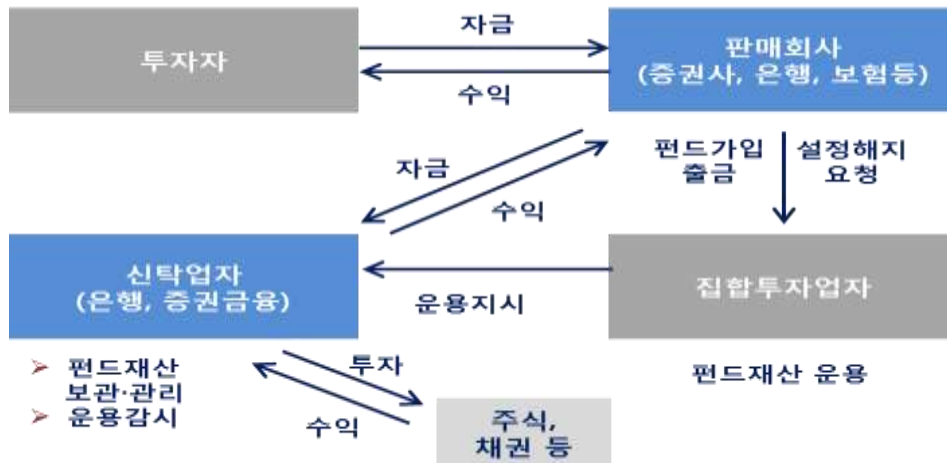 자금
투자자
판매회사
(증권사, 은행, 보험등)
수익
자금
수익
펀드가입
출금
설정해지
요청
신탁업자
(은행, 증권금융)
운용지시
집합투자업자
펀드재산
보관·관리
운용감시
투자
수익
주식,
채권 등
펀드재산 운용